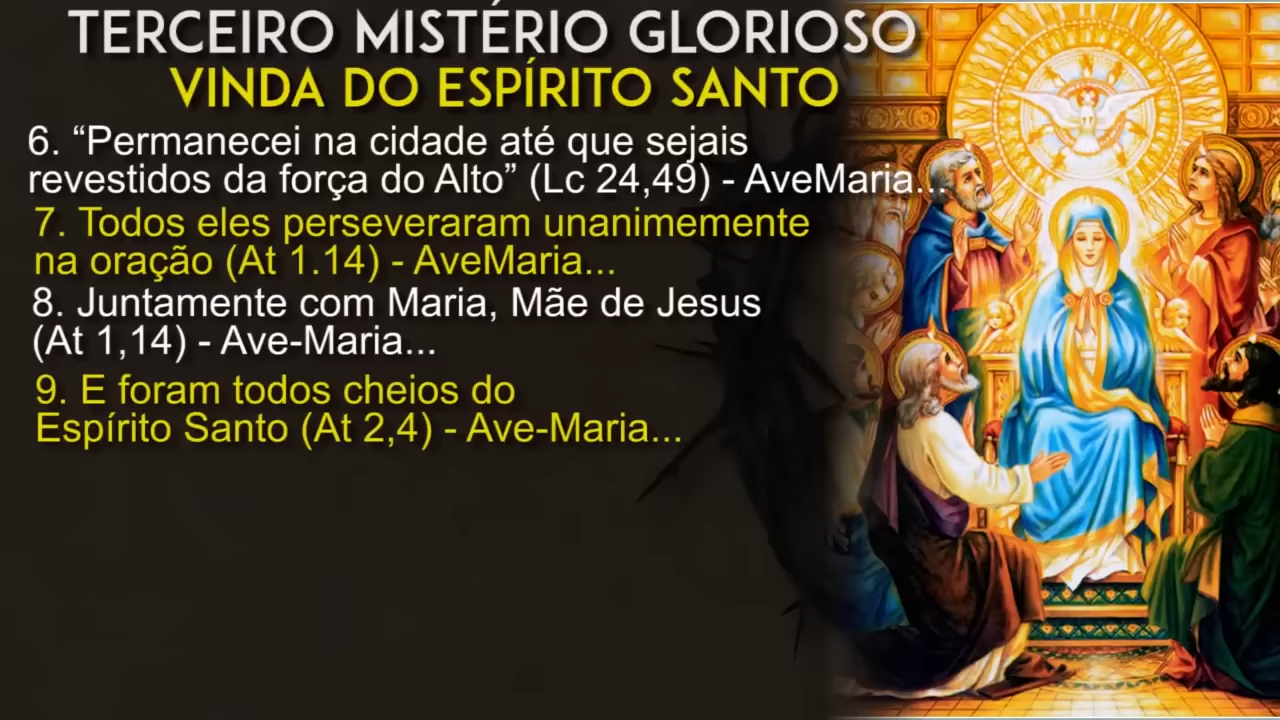 TERCEIRO MISTÉRIO GLORIOSO
VINDA DO ESPÍRITO SANTO
6. “Permanecei na cidade até que sejais
revestidos da força do Alto” (Lc 24,49) - AveMaria...
7. Todos eles perseveraram unanimemente
na oração (At 1.14) - AveMaria...
8. Juntamente com Maria, Mãe de Jesus
(At 1,14) - Ave-Maria...
9. E foram todos cheios do
Espírito Santo (At 2,4) - Ave-Maria...